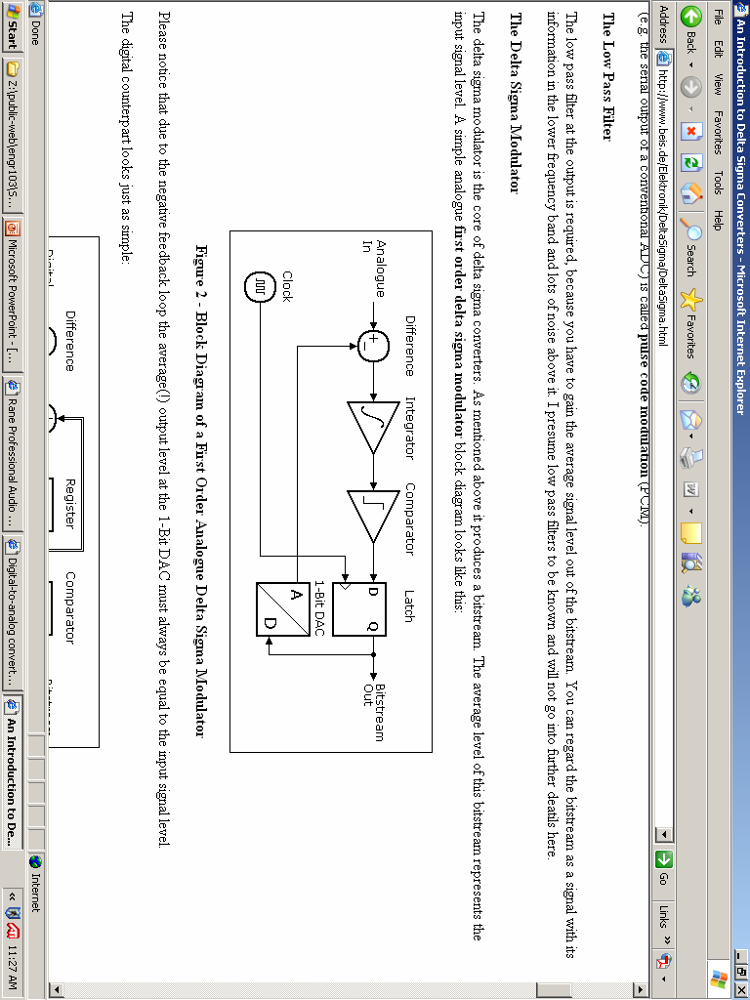 An Introduction to Delta Sigma Converters - Microsoft Internet Explorer
File Edit View Favorites Tools Help
Back Search Favorites
Address http://www.beis.de/Elektronik/DeltaSigma/DeltaSigma.html Go Links »
(e.g. the serial output of a conventional ADC) is called pulse code modulation (PCM).
The Low Pass Filter
The low pass filter at the output is required, because you have to gain the average signal level out of the bitstream. You can regard the bitstream as a signal with its
information in the lower frequency band and lots of noise above it. I presume low pass filters to be known and will not go into further deatils here.
The Delta Sigma Modulator
The delta sigma modulator is the core of delta sigma converters. As mentioned above it produces a bitstream. The average level of this bitstream represents the
input signal level. A simple analogue first order delta sigma modulator block diagram looks like this:
Difference Integrator Comparator Latch
Analogue
In
+
−
D Q
Bitstream
Out
1-Bit DAC
A D
Clock
Figure 2 - Block Diagram of a First Order Analogue Delta Sigma Modulator
Please notice that due to the negative feedback loop the average(!) output level at the 1-Bit DAC must always be equal to the input signal level.
The digital counterpart looks just as simple:
Difference Register Comparator
Digital
Done Internet
Start Z:\public-web\engr103\S... Microsoft PowerPoint - [... Rane Professional Audio ... Digital-to-analog convert... An Introduction to De... « 11:27 AM